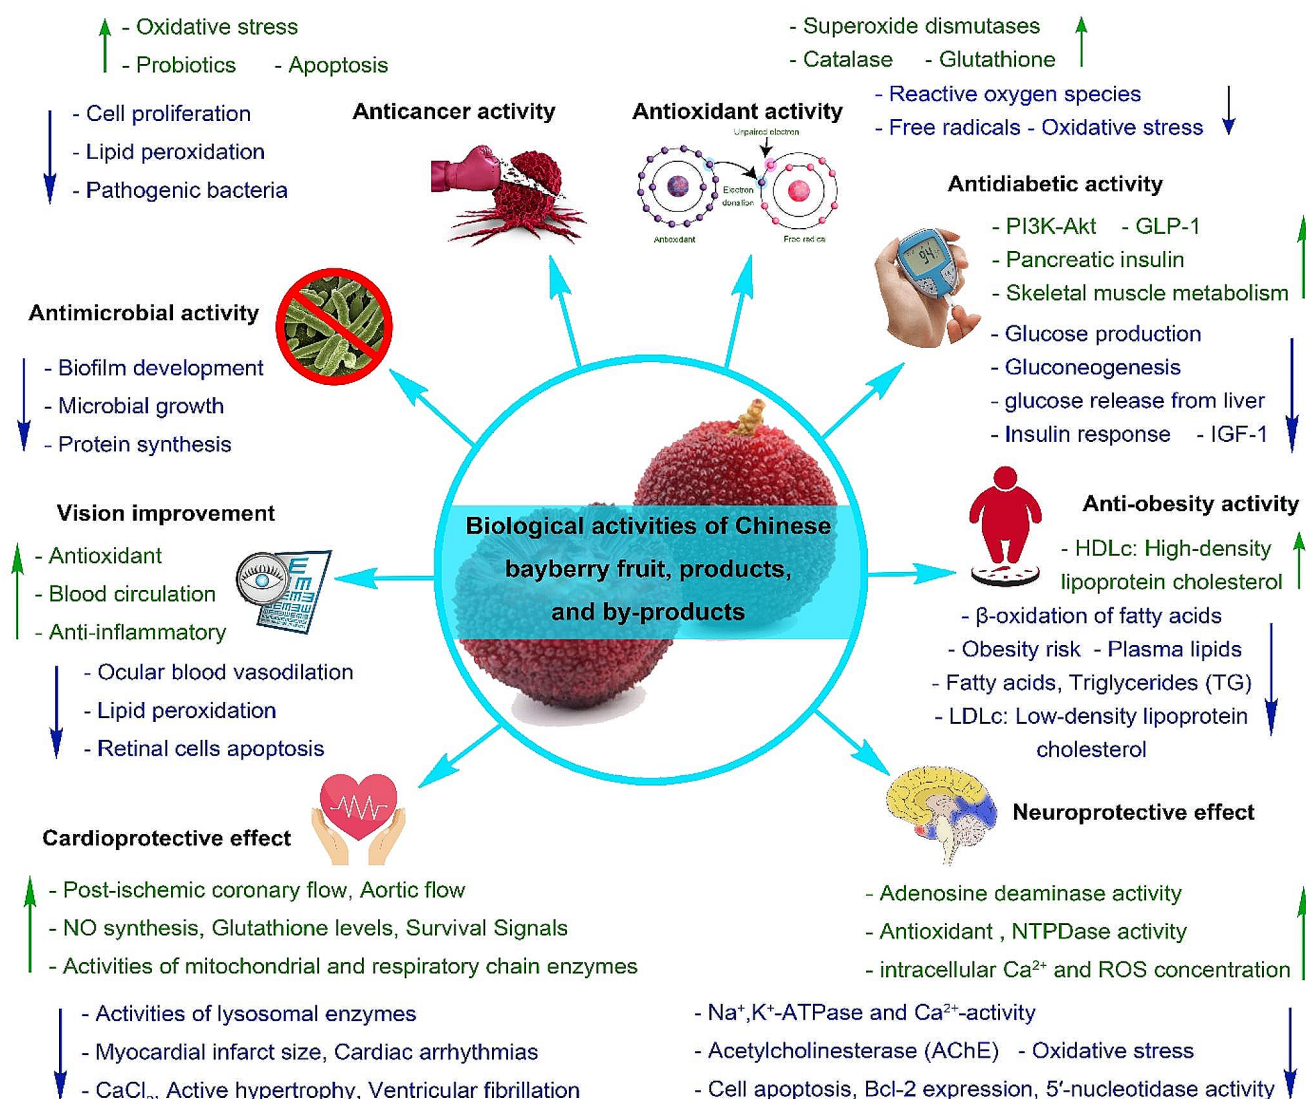 - Oxidative stress
- Probiotics - Apoptosis
- Cell proliferation
- Lipid peroxidation
- Pathogenic bacteria
Anticancer activity
- Superoxide dismutases
- Catalase - Glutathione
- Reactive oxygen species
- Free radicals - Oxidative stress
Antioxidant activity
Unpaired electron
Electron
donation
Antioxidant
Free radical
Antidiabetic activity
- PI3K-Akt - GLP-1
- Pancreatic insulin
- Skeletal muscle metabolism
- Glucose production
- Gluconeogenesis
- glucose release from liver
- Insulin response - IGF-1
94
Antimicrobial activity
- Biofilm development
- Microbial growth
- Protein synthesis
Biological activities of Chinese
bayberry fruit, products,
and by-products
Anti-obesity activity
- HDLc: High-density
lipoprotein cholesterol
- β-oxidation of fatty acids
- Obesity risk - Plasma lipids
- Fatty acids, Triglycerides (TG)
- LDLc: Low-density lipoprotein
cholesterol
Vision improvement
- Antioxidant
- Blood circulation
- Anti-inflammatory
- Ocular blood vasodilation
- Lipid peroxidation
- Retinal cells apoptosis
Cardioprotective effect
- Post-ischemic coronary flow, Aortic flow
- NO synthesis, Glutathione levels, Survival Signals
- Activities of mitochondrial and respiratory chain enzymes
- Activities of lysosomal enzymes
- Myocardial infarct size, Cardiac arrhythmias
- CaCl₂, Active hypertrophy, Ventricular fibrillation
Neuroprotective effect
- Adenosine deaminase activity
- Antioxidant , NTPDase activity
- intracellular Ca²⁺ and ROS concentration
- Na⁺,K⁺-ATPase and Ca²⁺-activity
- Acetylcholinesterase (AChE) - Oxidative stress
- Cell apoptosis, Bcl-2 expression, 5′-nucleotidase activity